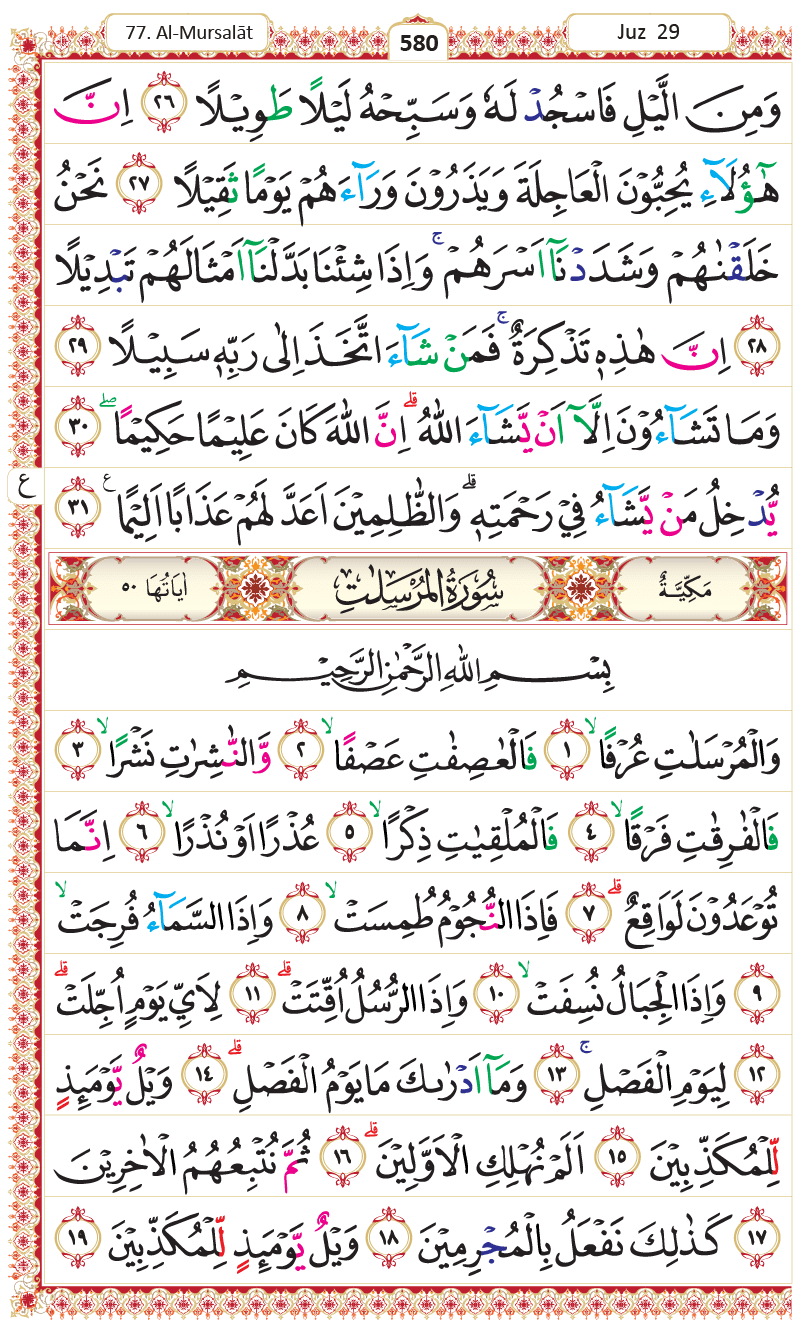 77. Al-Mursalāt
580
Juz 29
وَمِنَ الَّيْلِ فَاسْجُدْ لَهٗ وَسَبِّحْهُ لَيْلًا طَوِيْلًا ٢٦ اِنَّ
هٰٓؤُلَآءِ يُحِبُّوْنَ الْعَاجِلَةَ وَيَذَرُوْنَ وَرَآءَهُمْ يَوْمًا ثَقِيْلًا ٢٧ نَحْنُ
خَلَقْنٰهُمْ وَشَدَدْنَآ اَسْرَهُمْۚ وَاِذَا شِئْنَا بَدَّلْنَآ اَمْثَالَهُمْ تَبْدِيْلًا
٢٨ اِنَّ هٰذِهٖ تَذْكِرَةٌۚ فَمَنْ شَآءَ اتَّخَذَ اِلٰى رَبِّهٖ سَبِيْلًا ٢٩
وَمَا تَشَآءُوْنَ اِلَّآ اَنْ يَّشَآءَ اللّٰهُۗ اِنَّ اللّٰهَ كَانَ عَلِيْمًا حَكِيْمًاۖ ٣٠
ع
يُّدْخِلُ مَنْ يَّشَآءُ فِيْ رَحْمَتِهٖۗ وَالظّٰلِمِيْنَ اَعَدَّ لَهُمْ عَذَابًا اَلِيْمًا ع ٣١
مَكِّيَّةٌ سُوْرَةُ الْمُرْسَلٰتِ اٰيَاتُهَا ٥٠
بِسْمِ اللّٰهِ الرَّحْمٰنِ الرَّحِيْمِ
وَالْمُرْسَلٰتِ عُرْفًاۙ ١ فَالْعٰصِفٰتِ عَصْفًاۙ ٢ وَّالنّٰشِرٰتِ نَشْرًاۙ ٣
فَالْفٰرِقٰتِ فَرْقًاۙ ٤ فَالْمُلْقِيٰتِ ذِكْرًاۙ ٥ عُذْرًا اَوْ نُذْرًاۙ ٦ اِنَّمَا
تُوْعَدُوْنَ لَوَاقِعٌۗ ٧ فَاِذَا النُّجُوْمُ طُمِسَتْۙ ٨ وَاِذَا السَّمَآءُ فُرِجَتْۙ
٩ وَاِذَا الْجِبَالُ نُسِفَتْۙ ١٠ وَاِذَا الرُّسُلُ اُقِّتَتْۗ ١١ لِاَيِّ يَوْمٍ اُجِّلَتْۗ
١٢ لِيَوْمِ الْفَصْلِۚ ١٣ وَمَآ اَدْرٰىكَ مَا يَوْمُ الْفَصْلِۗ ١٤ وَيْلٌ يَّوْمَئِذٍ
لِّلْمُكَذِّبِيْنَ ١٥ اَلَمْ نُهْلِكِ الْاَوَّلِيْنَۗ ١٦ ثُمَّ نُتْبِعُهُمُ الْاٰخِرِيْنَ
١٧ كَذٰلِكَ نَفْعَلُ بِالْمُجْرِمِيْنَ ١٨ وَيْلٌ يَّوْمَئِذٍ لِّلْمُكَذِّبِيْنَ ١٩